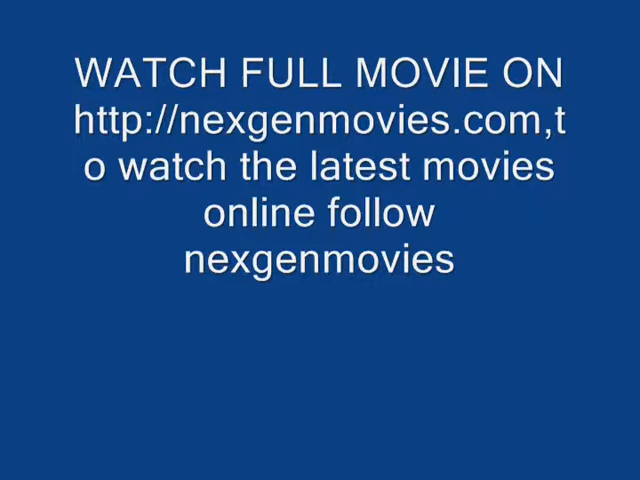 WATCH FULL MOVIE ON
http://nexgenmovies.com,t
o watch the latest movies
online follow
nexgenmovies